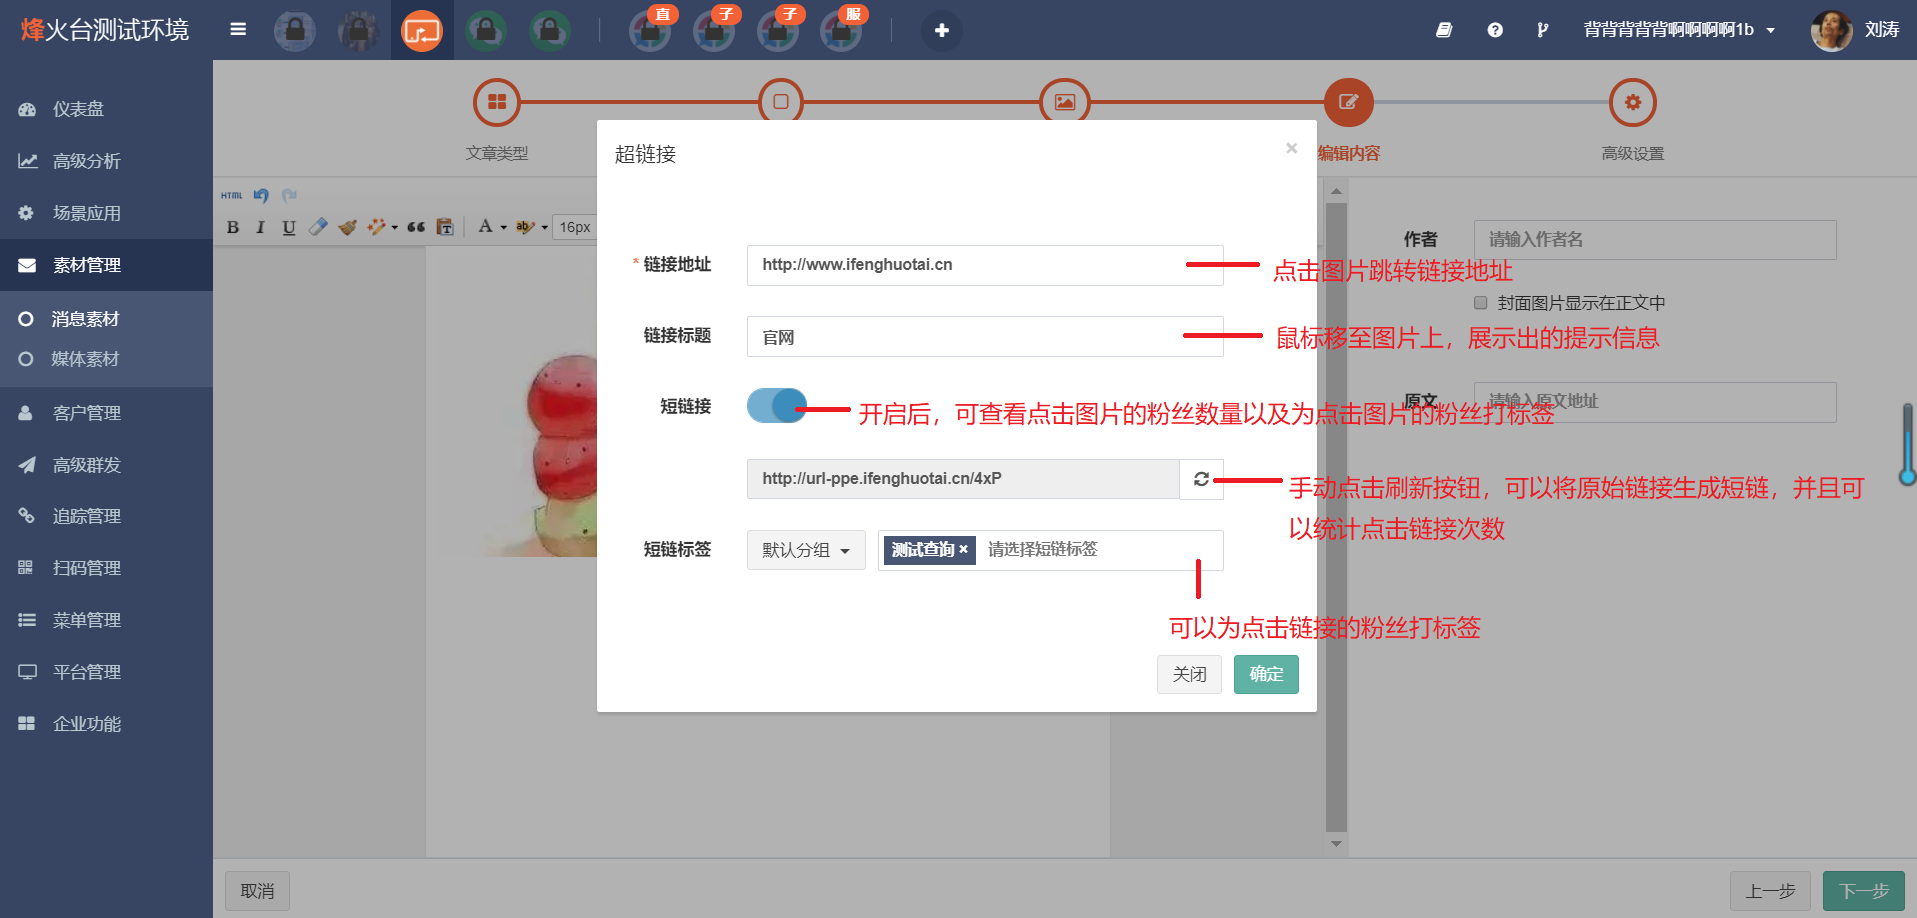 烽火台测试环境
直
子
子
服
背背背背背啊啊啊啊1b
刘涛
仪表盘
高级分析
场景应用
素材管理
消息素材
媒体素材
客户管理
高级群发
追踪管理
扫码管理
菜单管理
平台管理
企业功能
文章类型
编辑内容
高级设置
HTML
B I U
A
ab
16px
超链接
×
* 链接地址
http://www.ifenghuotai.cn
点击图片跳转链接地址
链接标题
官网
鼠标移至图片上，展示出的提示信息
短链接
开启后，可查看点击图片的粉丝数量以及为点击图片的粉丝打标签
http://url-ppe.ifenghuotai.cn/4xP
手动点击刷新按钮，可以将原始链接生成短链，并且可
以统计点击链接次数
短链标签
默认分组
测试查询 ×
请选择短链标签
可以为点击链接的粉丝打标签
关闭
确定
作者
请输入作者名
封面图片显示在正文中
原文
请输入原文地址
取消
上一步
下一步